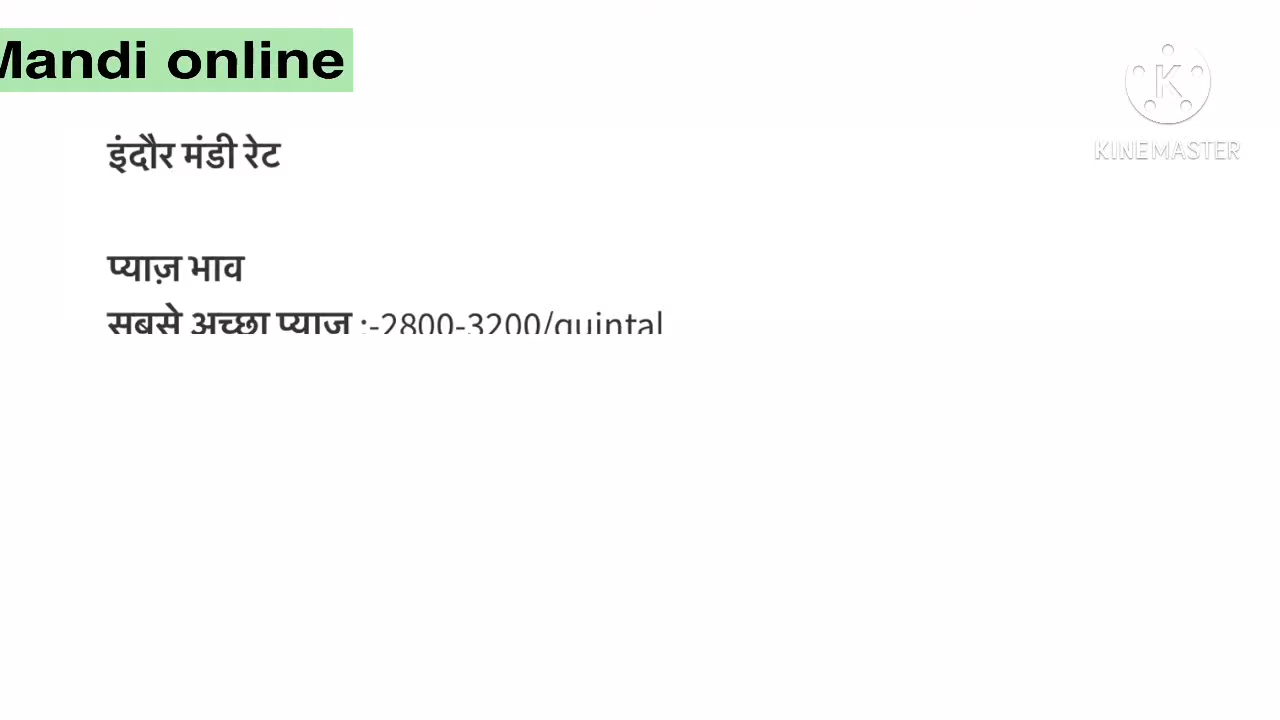 Mandi online
KINEMASTER
इंदौर मंडी रेट
प्याज़ भाव
सबसे अच्छा प्याज :-2800-3200/quintal